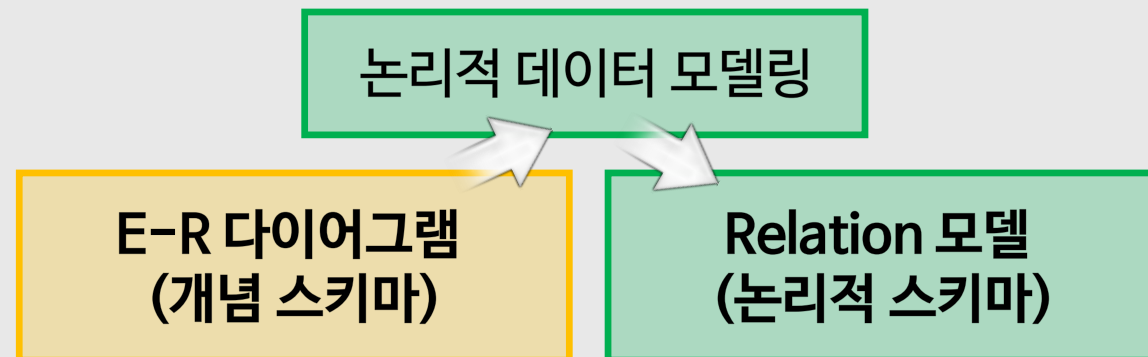 논리적 데이터 모델링
E-R 다이어그램
(개념 스키마)
Relation 모델
(논리적 스키마)